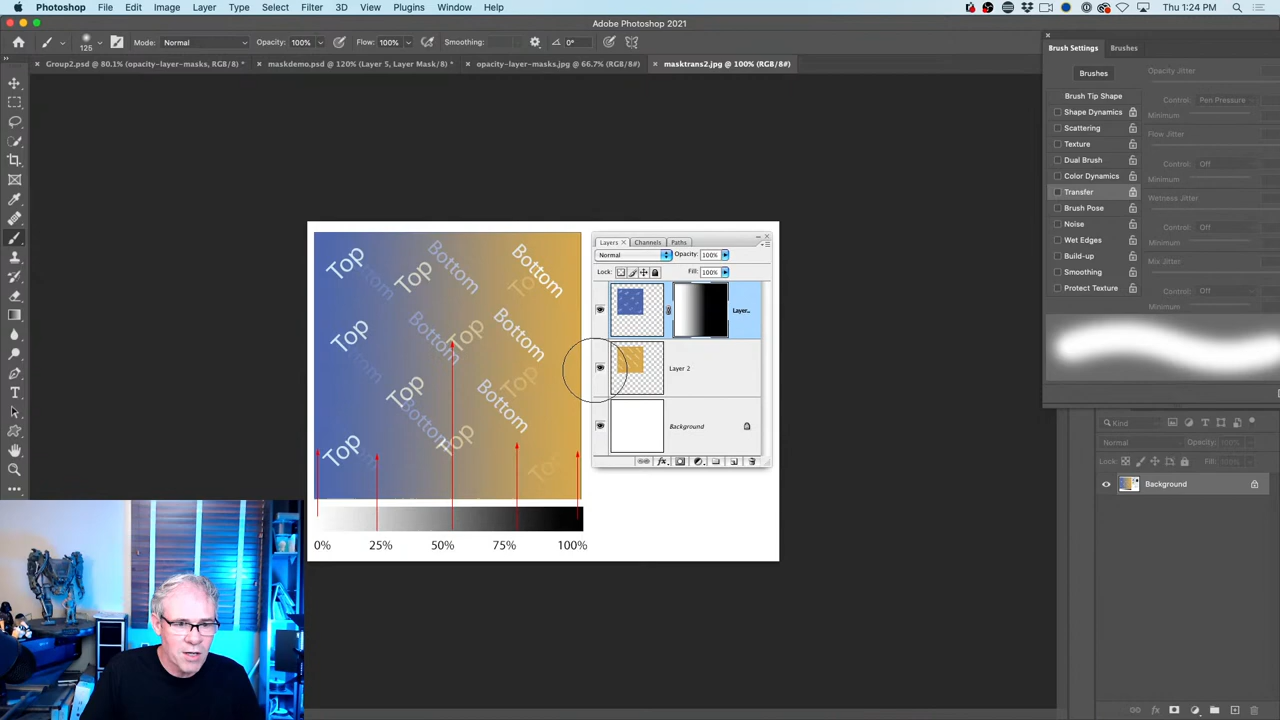 Photoshop File Edit Image Layer Type Select Filter 3D View Plugins Window Help Thu 1:24 PM
Adobe Photoshop 2021
125 Mode: Normal Opacity: 100% Flow: 100% Smoothing: 0°
Group2.psd @ 80.1% (opacity-layer-masks, RGB/8) * maskdemo.psd @ 120% (Layer 5, Layer Mask/8) * opacity-layer-masks.jpg @ 66.7% (RGB/8#) masktrans2.jpg @ 100% (RGB/8#)
Brush Settings Brushes
Brushes
Opacity Jitter
Brush Tip Shape
Control: Pen Pressure
Shape Dynamics
Minimum
Scattering
Flow Jitter
Texture
Dual Brush
Control: Off
Color Dynamics
Minimum
Transfer
Wetness Jitter
Brush Pose
Noise
Control: Off
Wet Edges
Minimum
Build-up
Mix Jitter
Smoothing
Protect Texture
Control: Off
Minimum
Top Bottom Top Bottom Bottom Top
Top Bottom Top Bottom
Top Bottom Bottom Top
Top Top
Layers Channels Paths
Normal Opacity: 100%
Lock: Fill: 100%
Layer...
Layer 2
Background
0% 25% 50% 75% 100%
Kind
Normal Opacity: 100%
Lock: Fill: 100%
Background